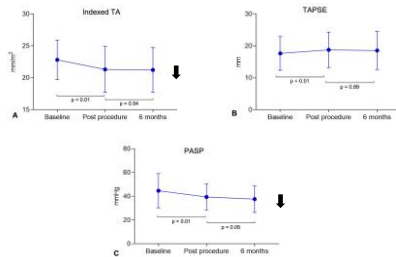 Indexed TA
mm/m²
30
25
20
15
p = 0.01
p = 0.94
Baseline
Post procedure
6 months
A
TAPSE
mm
30
20
10
0
p = 0.01
p = 0.89
Baseline
Post procedure
6 months
B
PASP
mmHg
80
60
40
20
0
p < 0.01
p = 0.05
Baseline
Post procedure
6 months
C